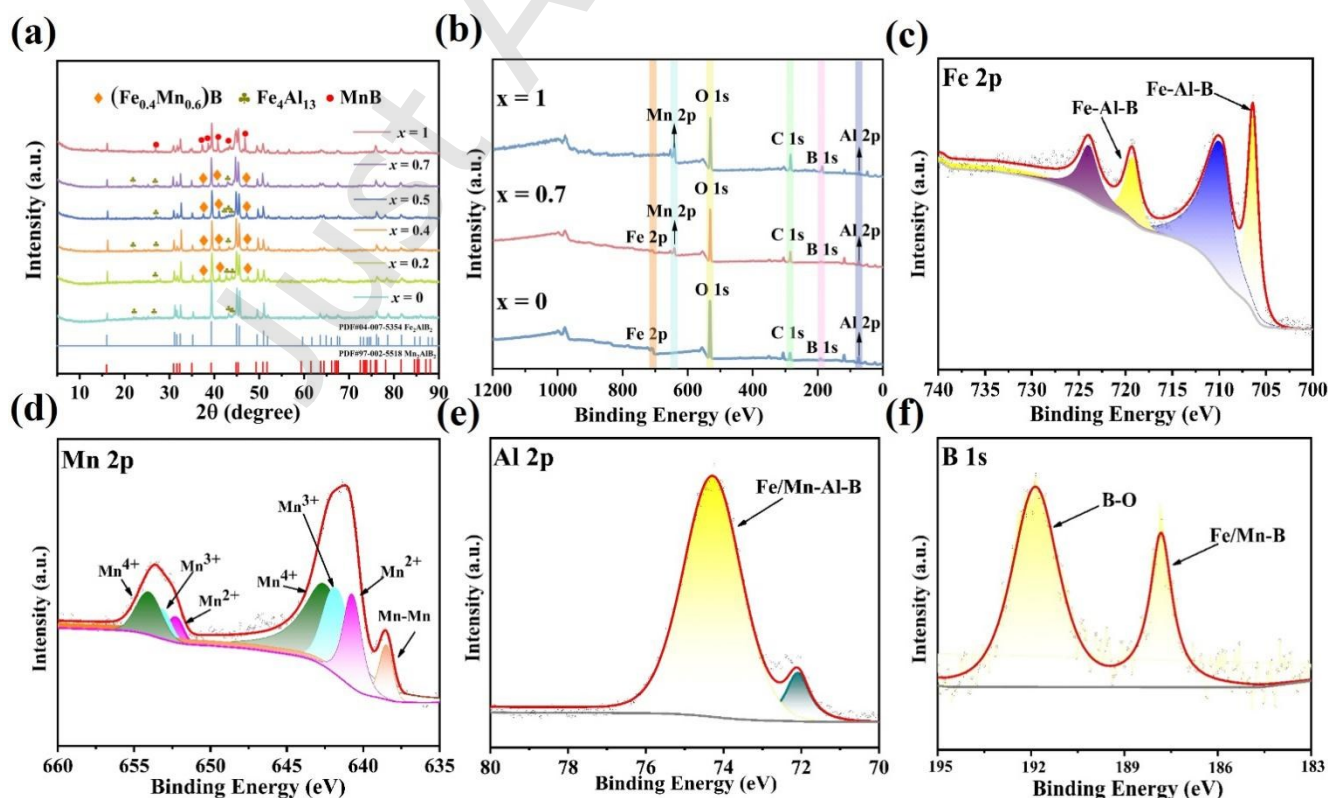 Just A
(a)
(Fe0.4Mn0.6)B Fe4Al13 MnB
x = 1
x = 0.7
x = 0.5
x = 0.4
x = 0.2
x = 0
PDF#04-007-5354 Fe2AlB2
PDF#97-002-5518 Mn2AlB2
Intensity (a.u.)
10 20 30 40 50 60 70 80 90
2θ (degree)
(b)
x = 1
Mn 2p
O 1s
C 1s
B 1s
Al 2p
x = 0.7
Fe 2p
Mn 2p
O 1s
C 1s
B 1s
Al 2p
x = 0
Fe 2p
O 1s
C 1s
B 1s
Al 2p
Intensity (a.u.)
1200 1000 800 600 400 200 0
Binding Energy (eV)
(c)
Fe 2p
Fe-Al-B
Fe-Al-B
Intensity (a.u.)
740 735 730 725 720 715 710 705 700
Binding Energy (eV)
(d)
Mn 2p
Mn4+
Mn3+
Mn2+
Mn4+
Mn3+
Mn2+
Mn-Mn
Intensity (a.u.)
660 655 650 645 640 635
Binding Energy (eV)
(e)
Al 2p
Fe/Mn-Al-B
Intensity (a.u.)
80 78 76 74 72 70
Binding Energy (eV)
(f)
B 1s
B-O
Fe/Mn-B
Intensity (a.u.)
195 192 189 186 183
Binding Energy (eV)